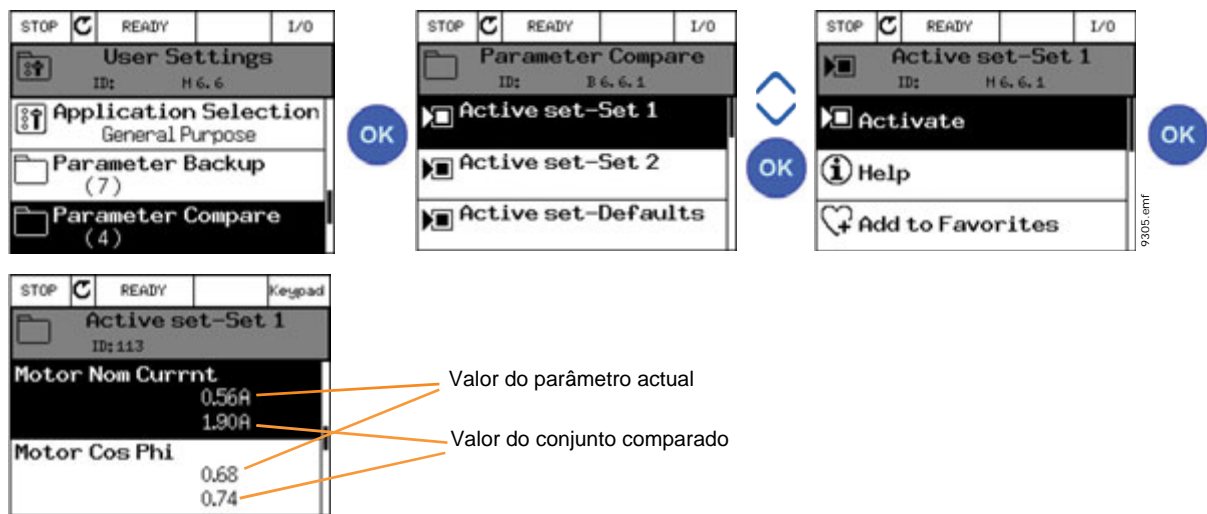 STOP READY I/O
User Settings
ID: M 6.6
Application Selection
General Purpose
Parameter Backup
(7)
Parameter Compare
(4)
OK
STOP READY I/O
Parameter Compare
ID: B 6.6.1
Active set-Set 1
Active set-Set 2
Active set-Defaults
OK
STOP READY I/O
Active set-Set 1
ID: M 6.6.1
Activate
Help
Add to Favorites
OK
9305.emf
STOP READY Keypad
Active set-Set 1
ID:113
Motor Nom Currnt
0.56A
1.90A
Motor Cos Phi
0.68
0.74
Valor do parâmetro actual
Valor do conjunto comparado